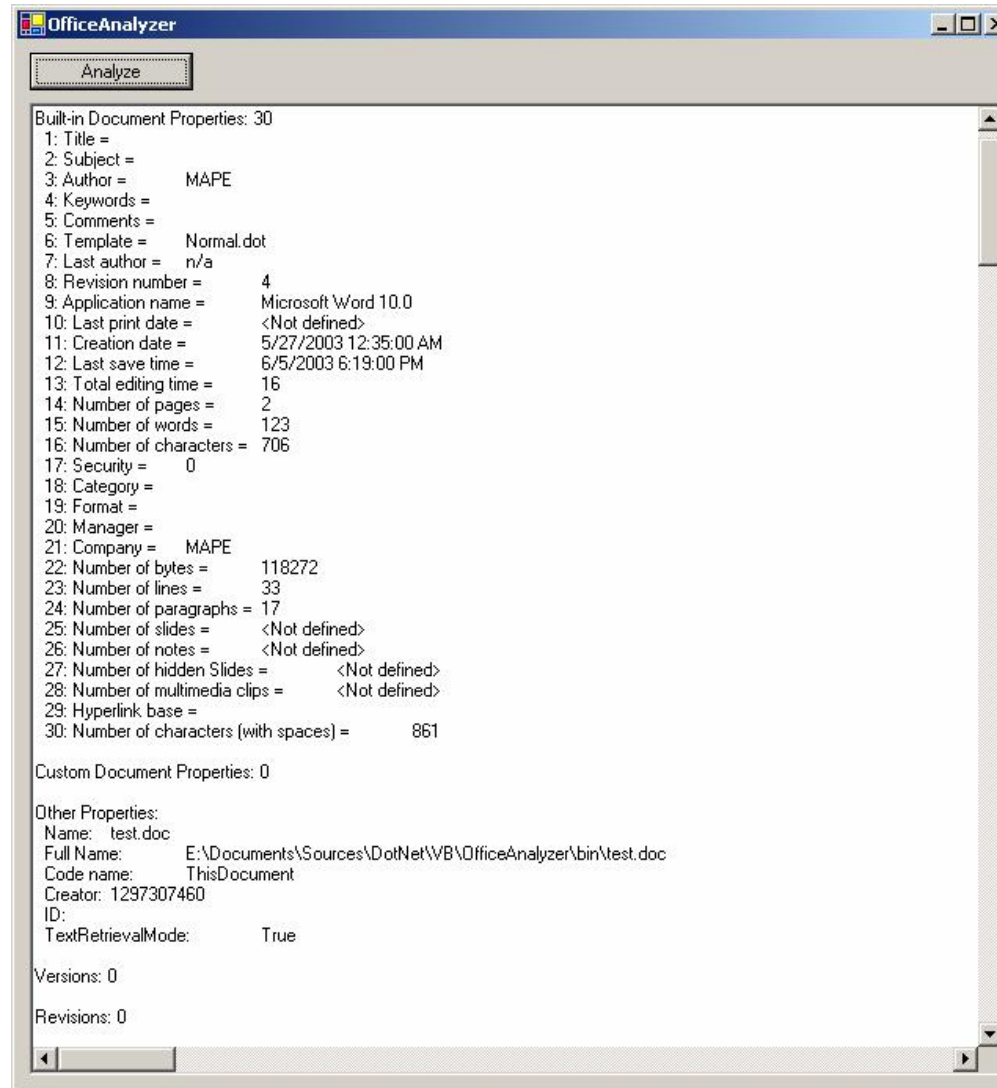 OfficeAnalyzer
Analyze
Built-in Document Properties: 30
1: Title =
2: Subject =
3: Author = MAPE
4: Keywords =
5: Comments =
6: Template = Normal.dot
7: Last author = n/a
8: Revision number = 4
9: Application name = Microsoft Word 10.0
10: Last print date = <Not defined>
11: Creation date = 5/27/2003 12:35:00 AM
12: Last save time = 6/5/2003 6:19:00 PM
13: Total editing time = 16
14: Number of pages = 2
15: Number of words = 123
16: Number of characters = 706
17: Security = 0
18: Category =
19: Format =
20: Manager =
21: Company = MAPE
22: Number of bytes = 118272
23: Number of lines = 33
24: Number of paragraphs = 17
25: Number of slides = <Not defined>
26: Number of notes = <Not defined>
27: Number of hidden Slides = <Not defined>
28: Number of multimedia clips = <Not defined>
29: Hyperlink base =
30: Number of characters (with spaces) = 861
Custom Document Properties: 0
Other Properties:
Name: test.doc
Full Name: E:\Documents\Sources\DotNet\VB\OfficeAnalyzer\bin\test.doc
Code name: ThisDocument
Creator: 1297307460
ID:
TextRetrievalMode: True
Versions: 0
Revisions: 0